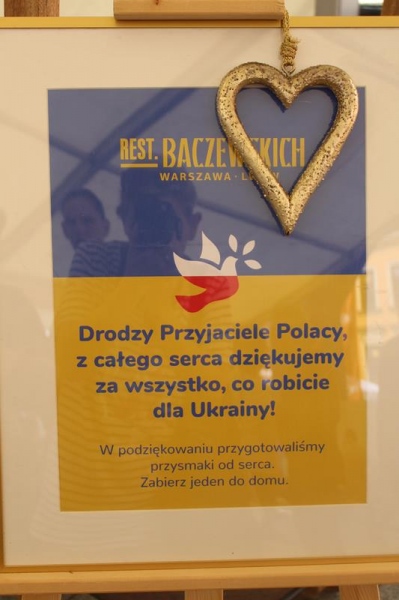 REST. BACZEWSKICH
WARSZAWA ·
Drodzy Przyjaciele Polacy,
z całego serca dziękujemy
za wszystko, co robicie
dla Ukrainy!
W podziękowaniu przygotowaliśmy
przysmaki od serca.
Zabierz jeden do domu.